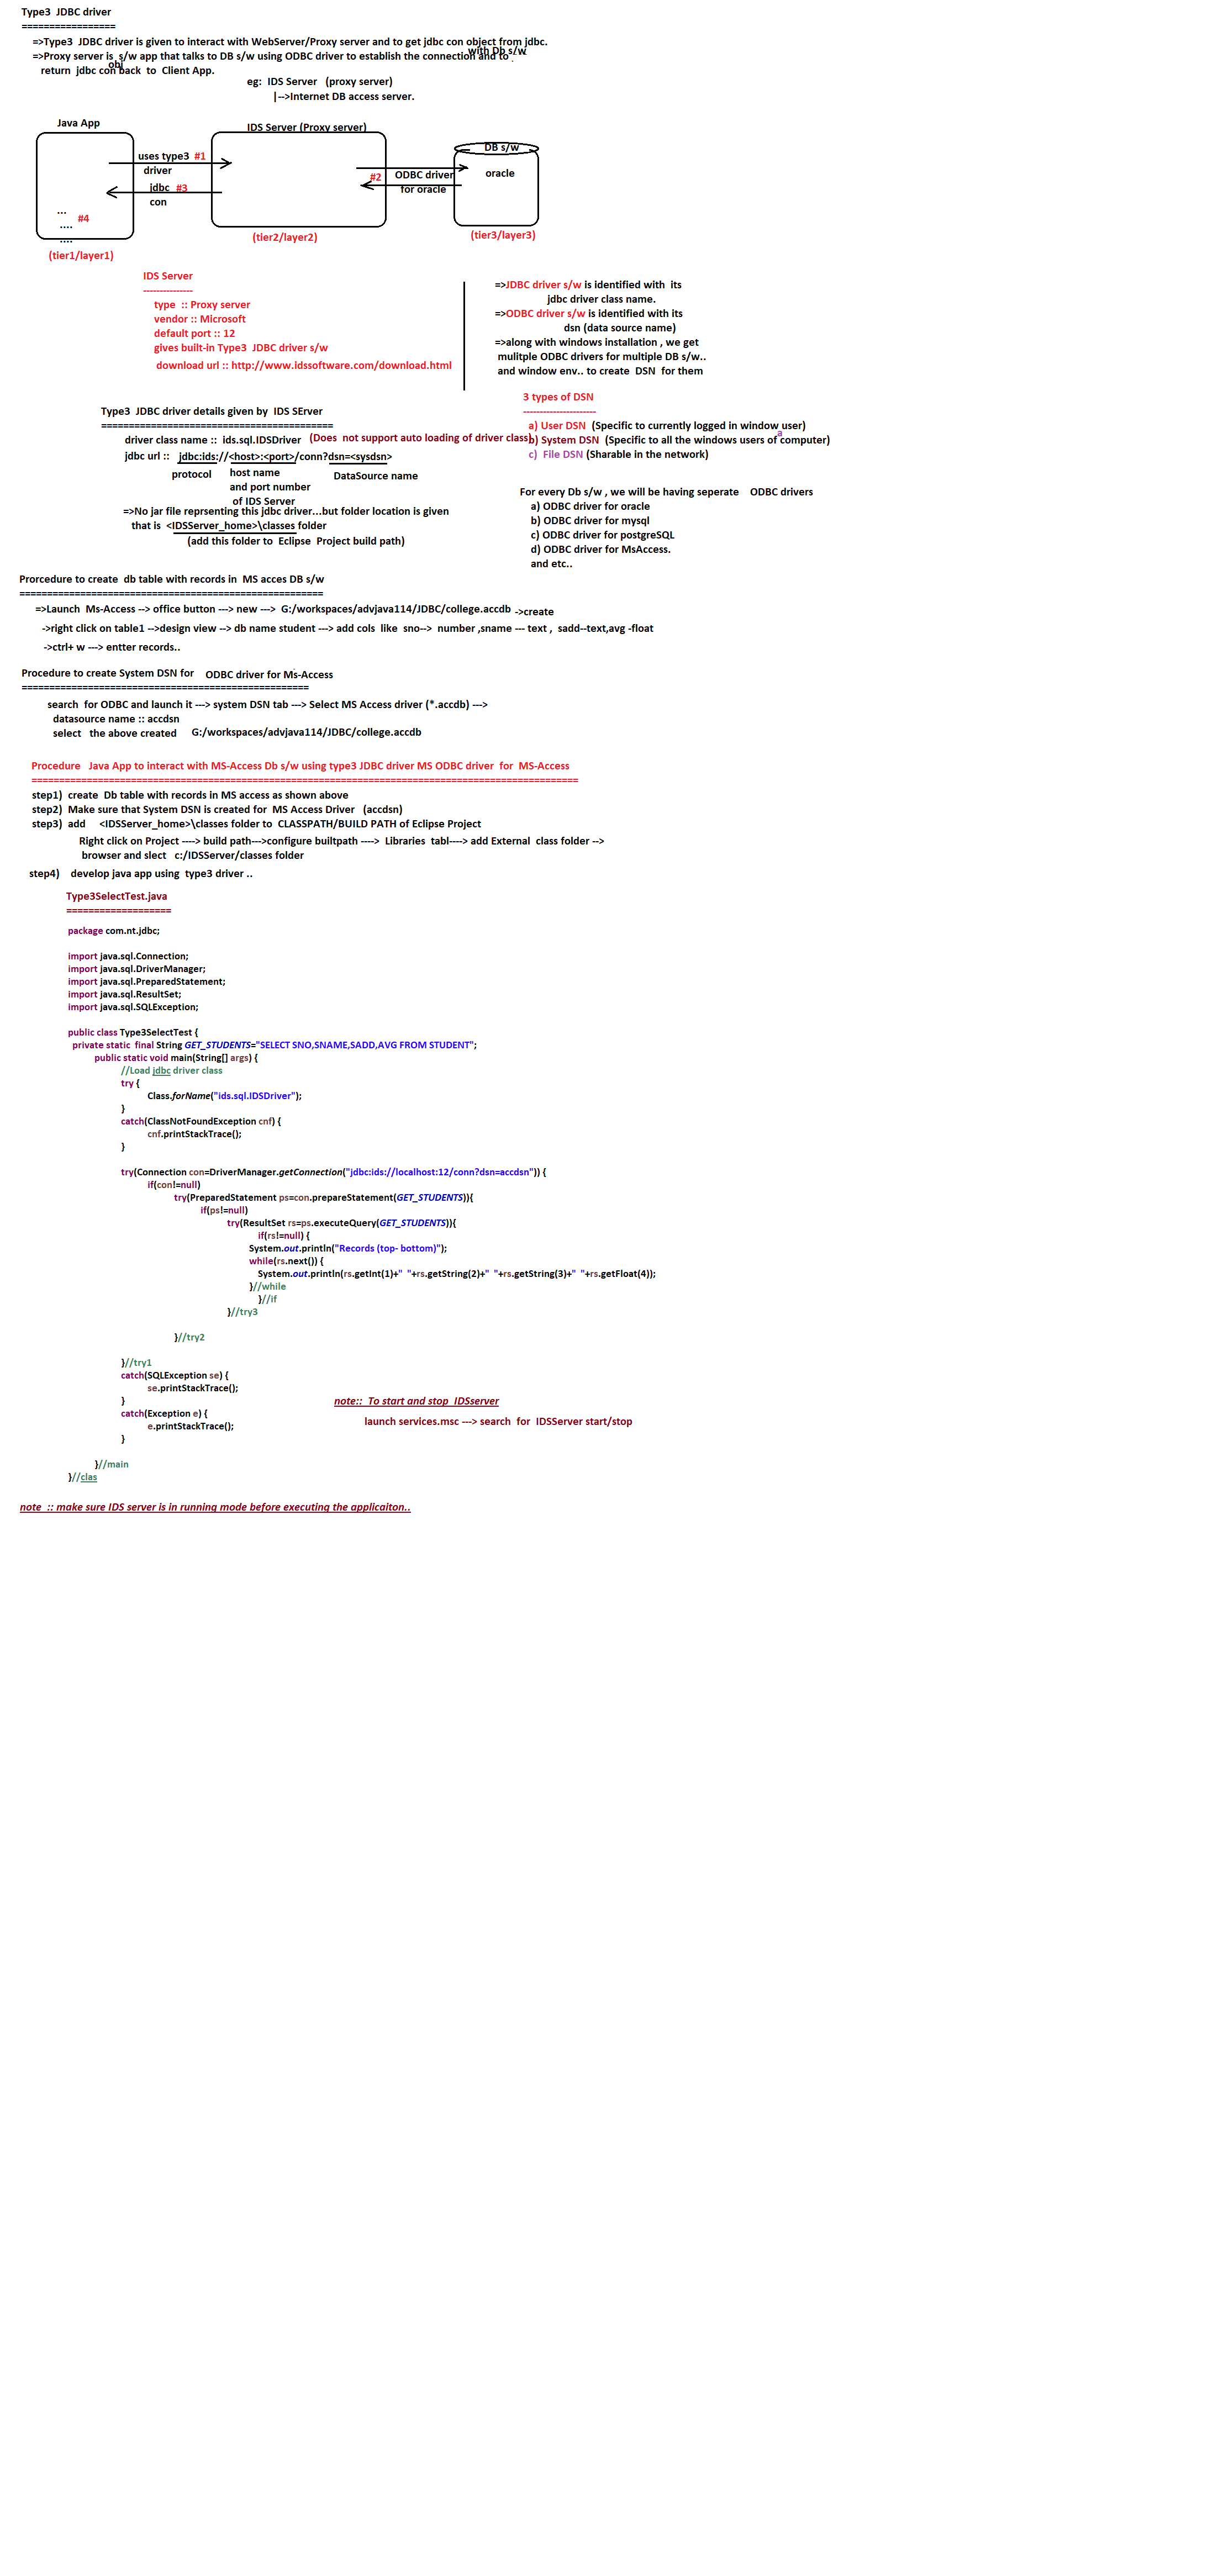 Type3  JDBC driver
=================
=>Type3  JDBC driver is given to interact with WebServer/Proxy server and to get jdbc con object from jdbc.
with Db s/w
=>Proxy server is  s/w app that talks to DB s/w using ODBC driver to establish the connection and to
obj
return  jdbc con back  to  Client App.
eg:  IDS Server   (proxy server)
|-->Internet DB access server.
Java App
IDS Server (Proxy server)
DB s/w
uses type3  #1
driver
oracle
#2
ODBC driver
for oracle
jdbc  #3
con
...
#4
....
....
(tier2/layer2)
(tier3/layer3)
(tier1/layer1)
IDS Server
---------------
type  :: Proxy server
vendor :: Microsoft
default port :: 12
gives built-in Type3  JDBC driver s/w
download url :: http://www.idssoftware.com/download.html
=>JDBC driver s/w is identified with  its
jdbc driver class name.
=>ODBC driver s/w is identified with its
dsn (data source name)
=>along with windows installation , we get
mulitple ODBC drivers for multiple DB s/w..
and window env.. to create  DSN  for them
3 types of DSN
----------------------
a) User DSN  (Specific to currently logged in window user)
a
b) System DSN  (Specific to all the windows users of computer)
c)  File DSN (Sharable in the network)
Type3  JDBC driver details given by  IDS SErver
==========================================
driver class name ::  ids.sql.IDSDriver   (Does  not support auto loading of driver class)
jdbc url ::   jdbc:ids://<host>:<port>/conn?dsn=<sysdsn>
protocol
host name
and port number
of IDS Server
DataSource name
=>No jar file reprsenting this jdbc driver...but folder location is given
that is  <IDSServer_home>\classes folder
(add this folder to  Eclipse  Project build path)
For every Db s/w , we will be having seperate    ODBC drivers
a) ODBC driver for oracle
b) ODBC driver for mysql
c) ODBC driver for postgreSQL
d) ODBC driver for MsAccess.
and etc..
Prorcedure to create  db table with records in  MS acces DB s/w
=======================================================
=>Launch  Ms-Access --> office button ---> new --->  G:/workspaces/advjava114/JDBC/college.accdb ->create
->right click on table1 -->design view --> db name student ---> add cols  like  sno-->  number ,sname --- text ,  sadd--text,avg -float
->ctrl+ w ---> entter records..
Procedure to create System DSN for    ODBC driver for Ms-Access
====================================================
search  for ODBC and launch it ---> system DSN tab ---> Select MS Access driver (*.accdb) --->
datasource name :: accdsn
select   the above created     G:/workspaces/advjava114/JDBC/college.accdb
Procedure   Java App to interact with MS-Access Db s/w using type3 JDBC driver MS ODBC driver  for  MS-Access
===================================================================================================
step1)  create  Db table with records in MS access as shown above
step2)  Make sure that System DSN is created for  MS Access Driver   (accdsn)
step3)  add     <IDSServer_home>\classes folder to  CLASSPATH/BUILD PATH of Eclipse Project
Right click on Project ----> build path--->configure builtpath ---->  Libraries  tabl----> add External  class folder -->
browser and slect   c:/IDSServer/classes folder
step4)    develop java app using  type3 driver ..
Type3SelectTest.java
===================
package com.nt.jdbc;
import java.sql.Connection;
import java.sql.DriverManager;
import java.sql.PreparedStatement;
import java.sql.ResultSet;
import java.sql.SQLException;
public class Type3SelectTest {
private static  final String GET_STUDENTS="SELECT SNO,SNAME,SADD,AVG FROM STUDENT";
public static void main(String[] args) {
//Load jdbc driver class
try {
Class.forName("ids.sql.IDSDriver");
}
catch(ClassNotFoundException cnf) {
cnf.printStackTrace();
}
try(Connection con=DriverManager.getConnection("jdbc:ids://localhost:12/conn?dsn=accdsn")) {
if(con!=null)
try(PreparedStatement ps=con.prepareStatement(GET_STUDENTS)){
if(ps!=null)
try(ResultSet rs=ps.executeQuery(GET_STUDENTS)){
if(rs!=null) {
System.out.println("Records (top- bottom)");
while(rs.next()) {
System.out.println(rs.getInt(1)+"  "+rs.getString(2)+"  "+rs.getString(3)+"  "+rs.getFloat(4));
}//while
}//if
}//try3
}//try2
}//try1
catch(SQLException se) {
se.printStackTrace();
}
catch(Exception e) {
e.printStackTrace();
}
note::  To start and stop  IDSserver
launch services.msc ---> search  for  IDSServer start/stop
}//main
}//clas
note  :: make sure IDS server is in running mode before executing the applicaiton..